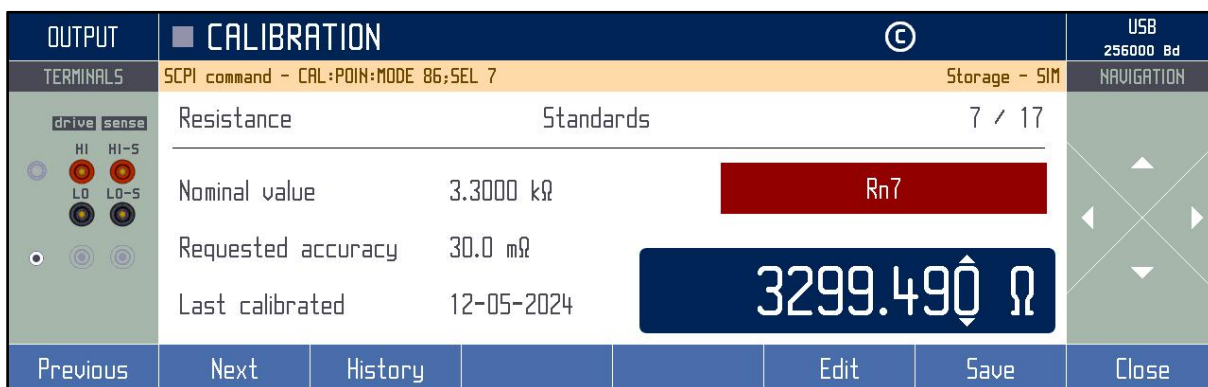 OUTPUT
CALIBRATION
©
USB
256000 Bd
TERMINALS
SCPI command - CAL:POIN:MODE 86;SEL 7
Storage - SIM
NAVIGATION
drive sense
HI HI-S
LO LO-S
Resistance Standards 7 / 17
Nominal value 3.3000 kΩ
Rn7
Requested accuracy 30.0 mΩ
Last calibrated 12-05-2024
3299.490 Ω
Previous Next History Edit Save Close